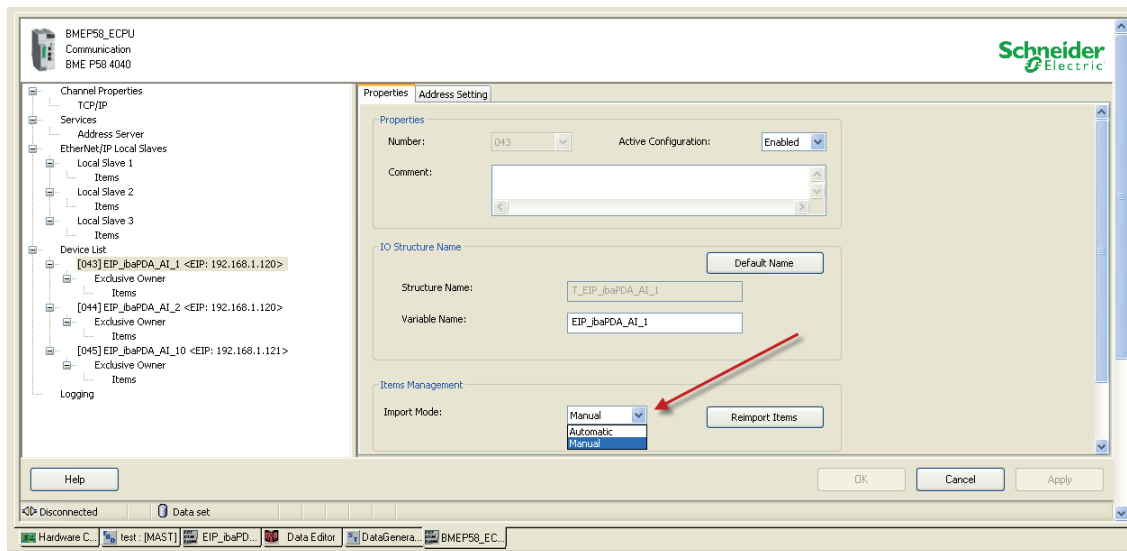 BMEP58_ECPU
Communication
BME P58 4040
Schneider
Electric
Channel Properties
TCP/IP
Services
Address Server
EtherNet/IP Local Slaves
Local Slave 1
Items
Local Slave 2
Items
Local Slave 3
Items
Device List
[043] EIP_ibaPDA_AI_1 <EIP: 192.168.1.120>
Exclusive Owner
Items
[044] EIP_ibaPDA_AI_2 <EIP: 192.168.1.120>
Exclusive Owner
Items
[045] EIP_ibaPDA_AI_10 <EIP: 192.168.1.121>
Exclusive Owner
Items
Logging
Properties Address Setting
Properties
Number: 043 Active Configuration: Enabled
Comment:
IO Structure Name
Default Name
Structure Name: T_EIP_ibaPDA_AI_1
Variable Name: EIP_ibaPDA_AI_1
Items Management
Import Mode: Manual Reimport Items
Automatic
Manual
Help OK Cancel Apply
Disconnected Data set
Hardware C... test : [MAST] EIP_ibaPD... Data Editor DataGenera... BMEP58_EC...